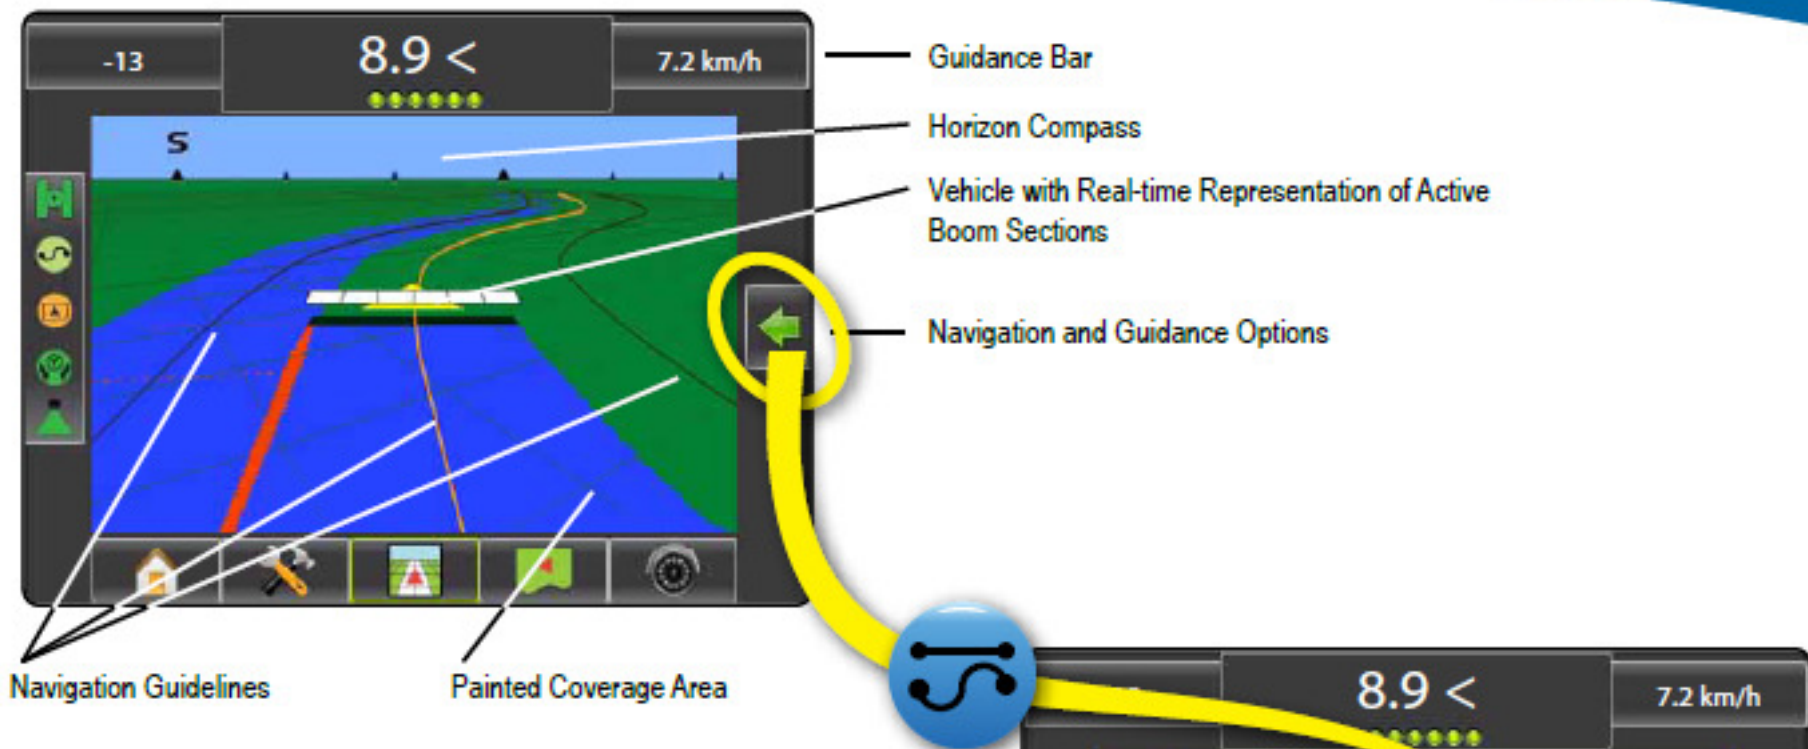 -13
8.9 <
7.2 km/h
Guidance Bar
S
Horizon Compass
Vehicle with Real-time Representation of Active
Boom Sections
Navigation and Guidance Options
Navigation Guidelines
Painted Coverage Area
8.9 <
7.2 km/h